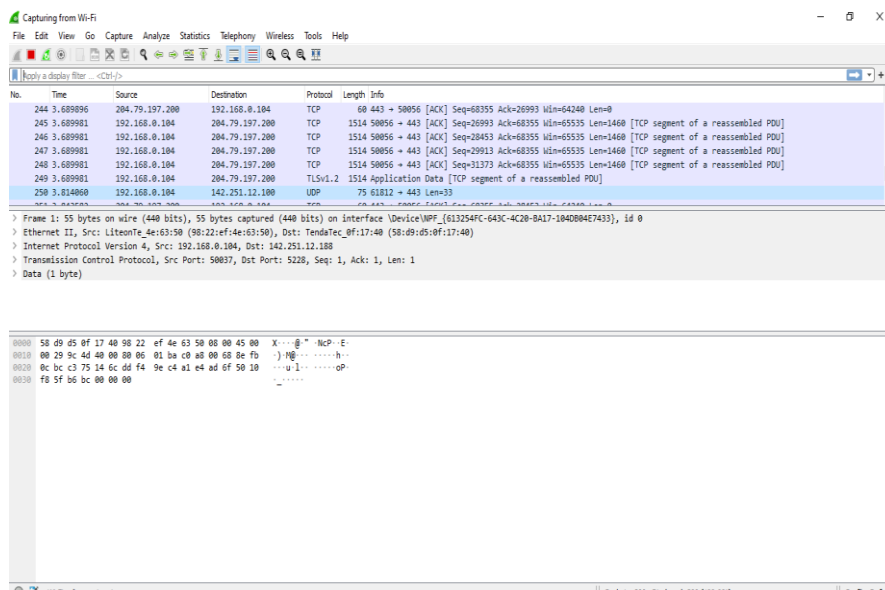 Capturing from Wi-Fi
File Edit View Go Capture Analyze Statistics Telephony Wireless Tools Help
Apply a display filter ... <Ctrl-/>
No. Time Source Destination Protocol Length Info
244 3.689896 204.79.197.200 192.168.0.104 TCP 60 443 → 50056 [ACK] Seq=68355 Ack=26993 Win=64240 Len=0
245 3.689981 192.168.0.104 204.79.197.200 TCP 1514 50056 → 443 [ACK] Seq=26993 Ack=68355 Win=65535 Len=1460 [TCP segment of a reassembled PDU]
246 3.689981 192.168.0.104 204.79.197.200 TCP 1514 50056 → 443 [ACK] Seq=28453 Ack=68355 Win=65535 Len=1460 [TCP segment of a reassembled PDU]
247 3.689981 192.168.0.104 204.79.197.200 TCP 1514 50056 → 443 [ACK] Seq=29913 Ack=68355 Win=65535 Len=1460 [TCP segment of a reassembled PDU]
248 3.689981 192.168.0.104 204.79.197.200 TCP 1514 50056 → 443 [ACK] Seq=31373 Ack=68355 Win=65535 Len=1460 [TCP segment of a reassembled PDU]
249 3.689981 192.168.0.104 204.79.197.200 TLSv1.2 1514 Application Data [TCP segment of a reassembled PDU]
250 3.814060 192.168.0.104 142.251.12.100 UDP 75 61812 → 443 Len=33
> Frame 1: 55 bytes on wire (440 bits), 55 bytes captured (440 bits) on interface \Device\NPF_{613254FC-643C-4C20-BA17-104DB04E7433}, id 0
> Ethernet II, Src: LiteonTe_4e:63:50 (98:22:ef:4e:63:50), Dst: TendaTec_0f:17:40 (58:d9:d5:0f:17:40)
> Internet Protocol Version 4, Src: 192.168.0.104, Dst: 142.251.12.188
> Transmission Control Protocol, Src Port: 50037, Dst Port: 5228, Seq: 1, Ack: 1, Len: 1
> Data (1 byte)
0000 58 d9 d5 0f 17 40 98 22 ef 4e 63 50 08 00 45 00 X····@·" ·NcP··E·
0010 00 29 9c 4d 40 00 80 06 01 ba c0 a8 00 68 8e fb ·)·M@··· ·····h··
0020 0c bc c3 75 14 6c dd f4 9e c4 a1 e4 ad 6f 50 10 ···u·l·· ·····oP·
0030 f8 5f b6 bc 00 00 00 ·_·····